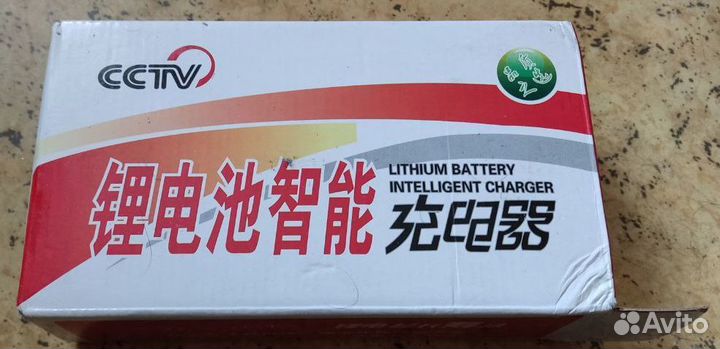 CCTV
锂电池智能
LITHIUM BATTERY
INTELLIGENT CHARGER
充电器
Avito